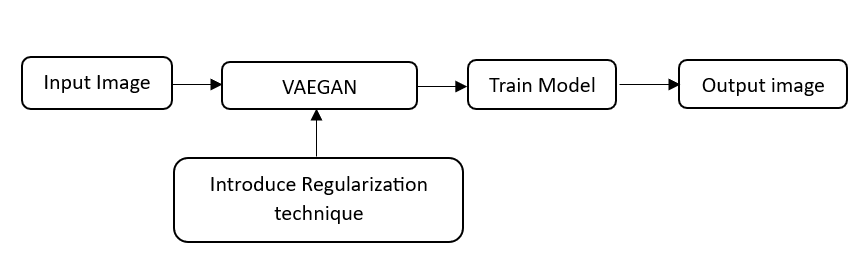 Input Image
VAEGAN
Train Model
Output image
Introduce Regularization
technique